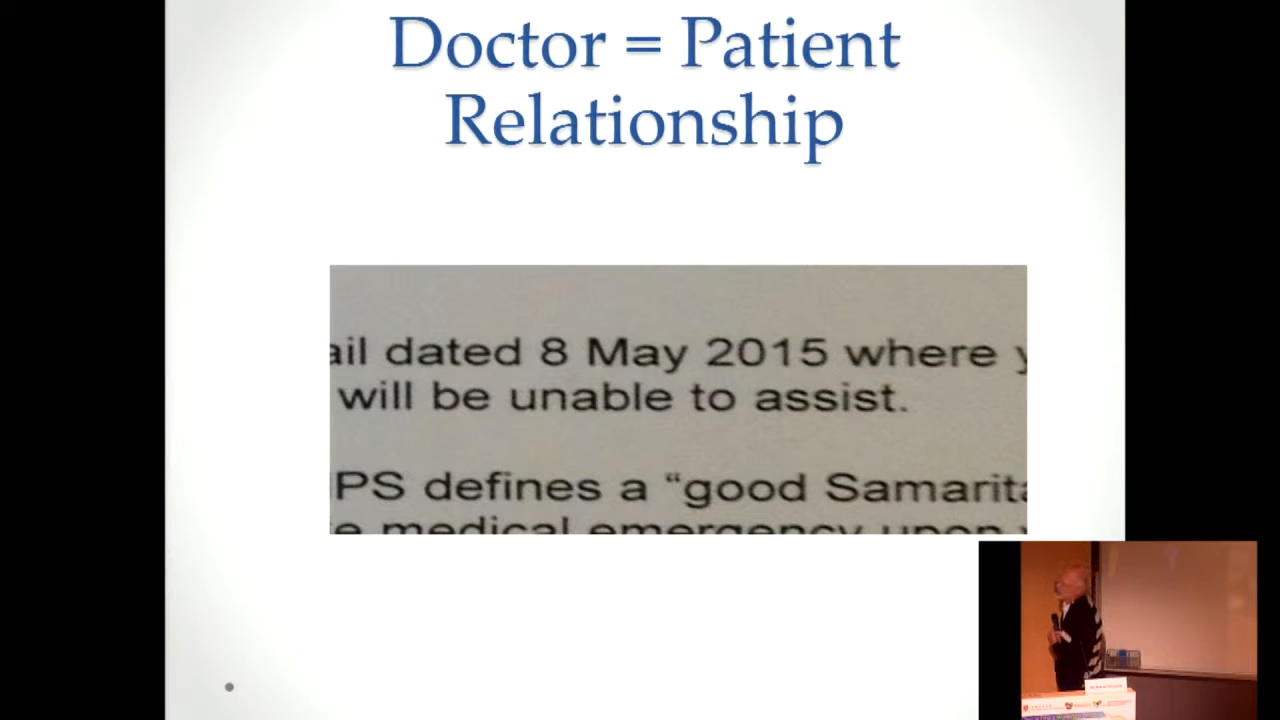 Doctor = Patient
Relationship
ail dated 8 May 2015 where
will be unable to assist.
PS defines a "good Samarita
medical emergency upon